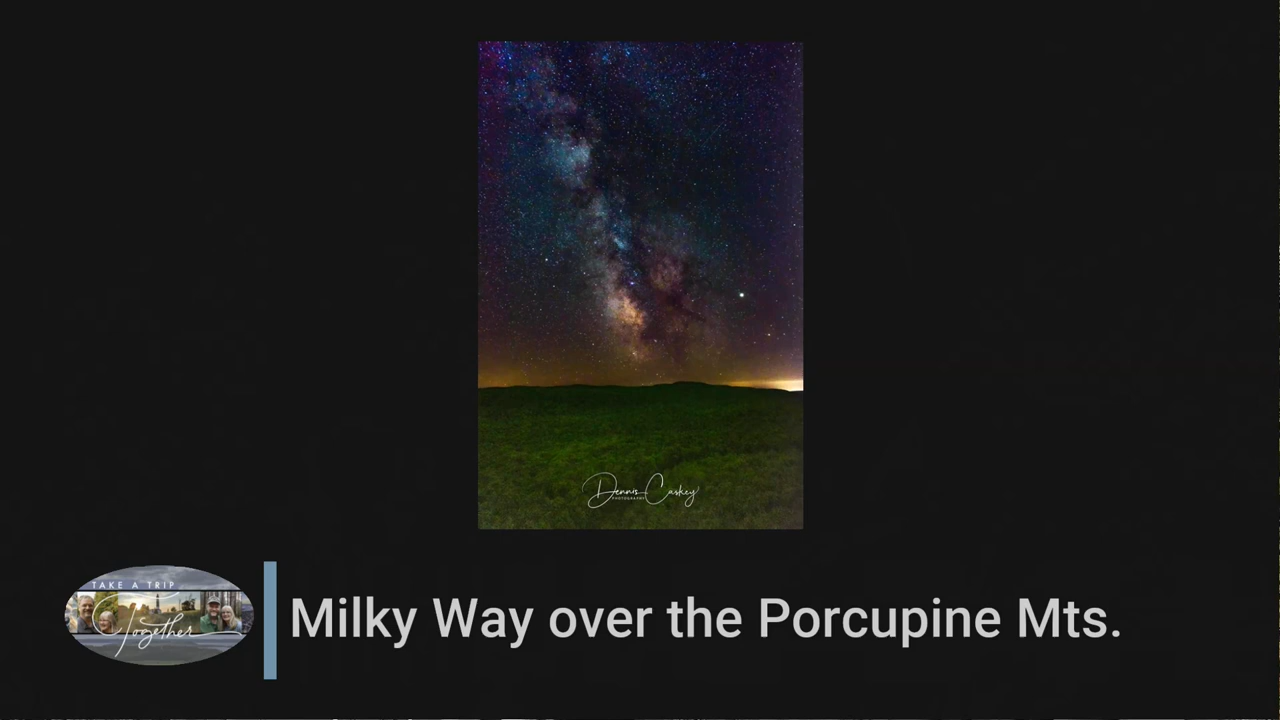 Dennis Caskey
PHOTOGRAPHY
TAKE A TRIP
Together
Milky Way over the Porcupine Mts.